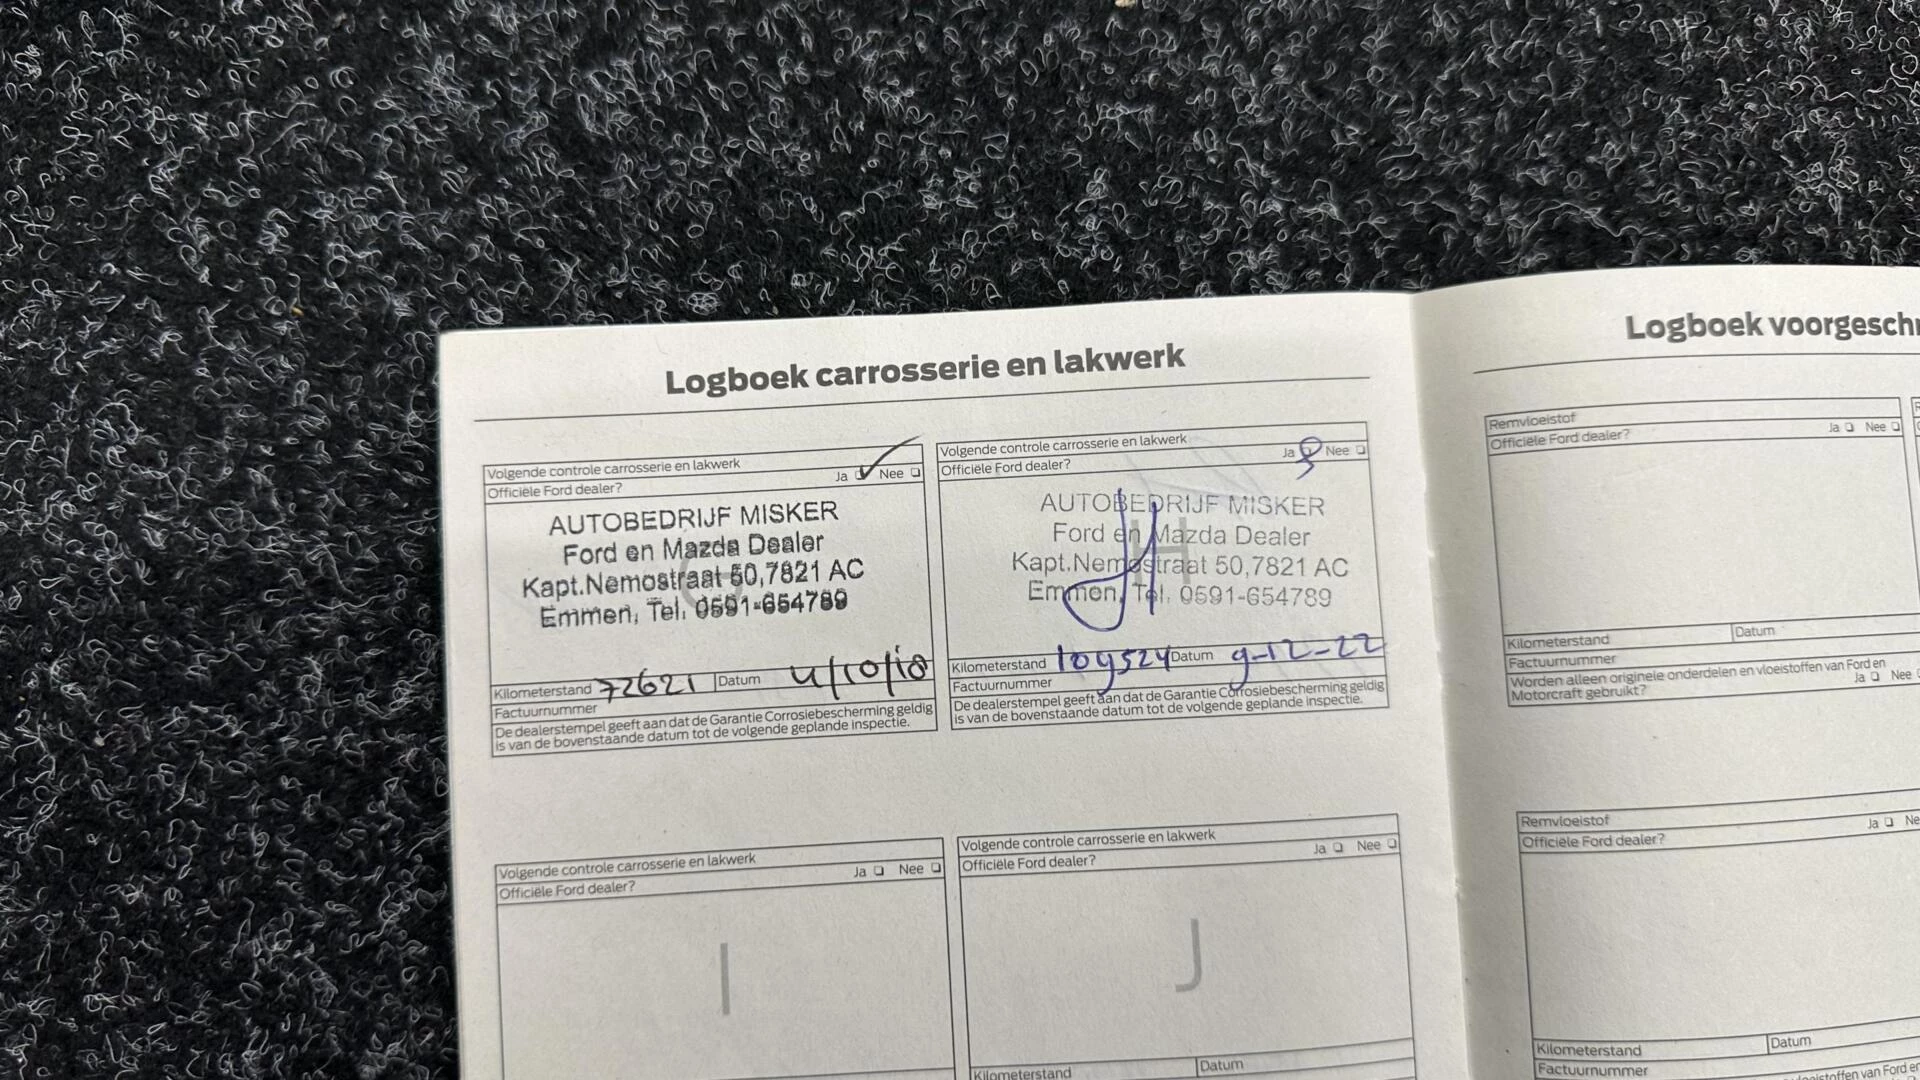 Logboek carrosserie en lakwerk
Volgende controle carrosserie en lakwerk
Officiële Ford dealer? Ja Nee
AUTOBEDRIJF MISKER
Ford en Mazda Dealer
Kapt.Nemostraat 50,7821 AC
Emmen, Tel. 0591-654789
Kilometerstand 72621 Datum 4/10/18
Factuurnummer
De dealerstempel geeft aan dat de Garantie Corrosiebescherming geldig
is van de bovenstaande datum tot de volgende geplande inspectie.
Volgende controle carrosserie en lakwerk
Officiële Ford dealer? Ja Nee
H
AUTOBEDRIJF MISKER
Ford en Mazda Dealer
Kapt.Nemostraat 50,7821 AC
Emmen, Tel. 0591-654789
Kilometerstand 109524 Datum 9-12-22
Factuurnummer
De dealerstempel geeft aan dat de Garantie Corrosiebescherming geldig
is van de bovenstaande datum tot de volgende geplande inspectie.
Volgende controle carrosserie en lakwerk
Officiële Ford dealer? Ja Nee
I
Volgende controle carrosserie en lakwerk
Officiële Ford dealer? Ja Nee
J
Kilometerstand Datum
Logboek
Remvloeistof
Officiële Ford dealer? Ja Nee
Kilometerstand Datum
Factuurnummer
Worden alleen originele onderdelen en vloeistoffen van Ford en
Motorcraft gebruikt? Ja Nee
Remvloeistof
Officiële Ford dealer? Ja
Kilometerstand Datum
Factuurnummer
van Ford